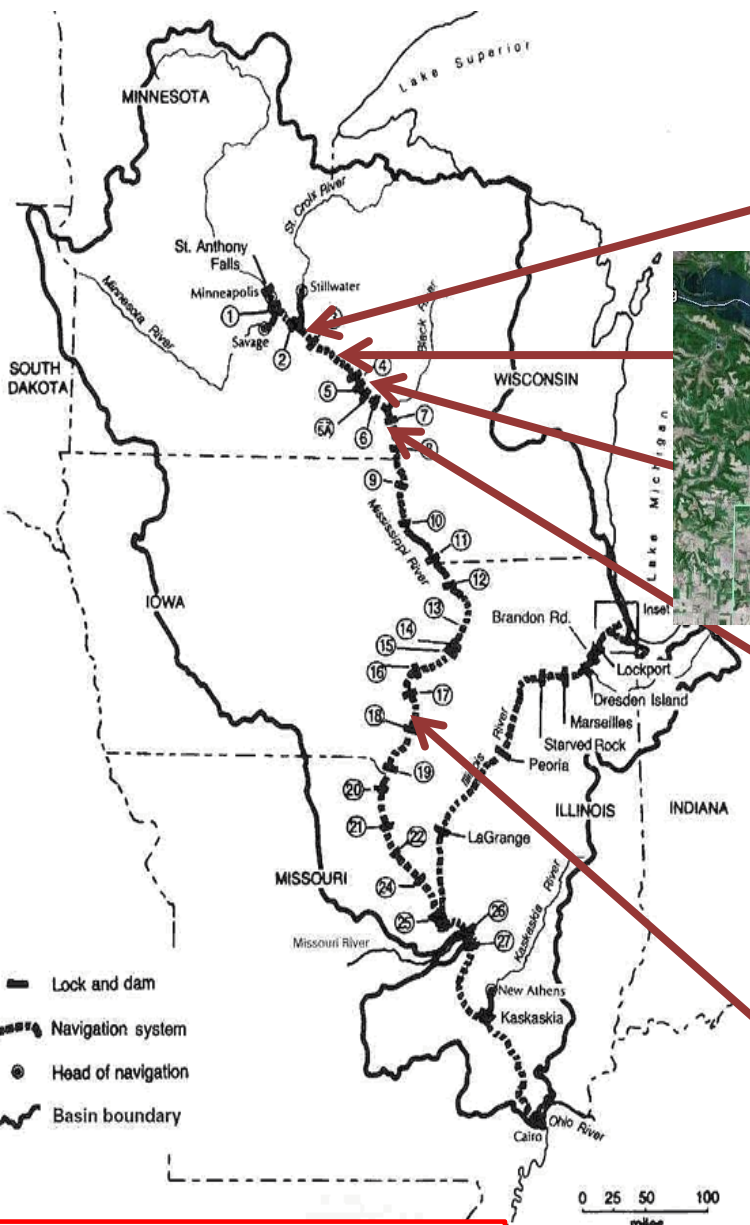 Lake Superior
MINNESOTA
St. Croix River
St. Anthony
Falls
Stillwater
Minneapolis
1
2
Savage
Minnesota River
Black River
4
SOUTH
DAKOTA
5
WISCONSIN
5A
6
7
g
Lake Michigan
9
Mississippi River
10
11
12
IOWA
13
Inset
Brandon Rd.
14
15
Lockport
16
Dresden Island
17
Marseilles
18
Starved Rock
Illinois River
Peoria
19
20
ILLINOIS
INDIANA
21
22
LaGrange
MISSOURI
24
Kaskaskia River
25
26
Missouri River
27
New Athens
Kaskaskia
Lock and dam
Navigation system
Head of navigation
Basin boundary
Ohio River
Cairo
0 25 50 100
miles